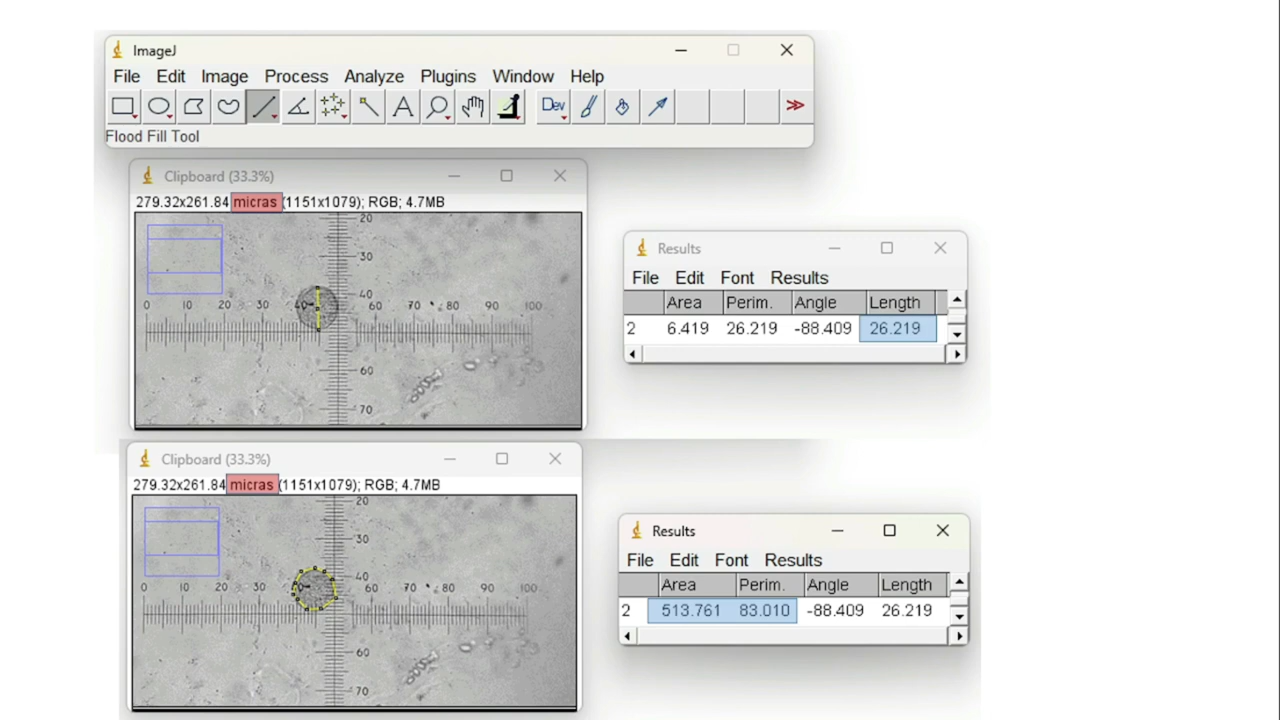 ImageJ
File Edit Image Process Analyze Plugins Window Help
Dev
Flood Fill Tool
Clipboard (33.3%)
279.32x261.84 micras (1151x1079); RGB; 4.7MB
20
30
40
0 10 20 30 40 60 70 80 90 100
60
70
Results
File Edit Font Results
Area Perim. Angle Length
2 6.419 26.219 -88.409 26.219
Clipboard (33.3%)
279.32x261.84 micras (1151x1079); RGB; 4.7MB
20
30
40
0 10 20 30 60 70 80 90 100
60
70
Results
File Edit Font Results
Area Perim. Angle Length
2 513.761 83.010 -88.409 26.219